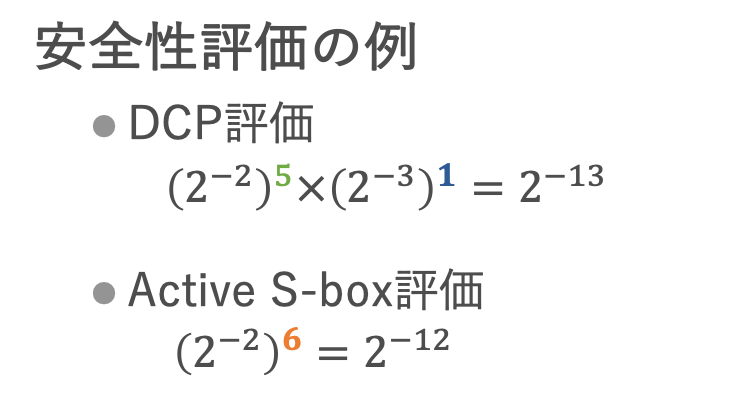 安全性評価の例
● DCP評価
(2⁻²)⁵×(2⁻³)¹ = 2⁻¹³
● Active S-box評価
(2⁻²)⁶ = 2⁻¹²